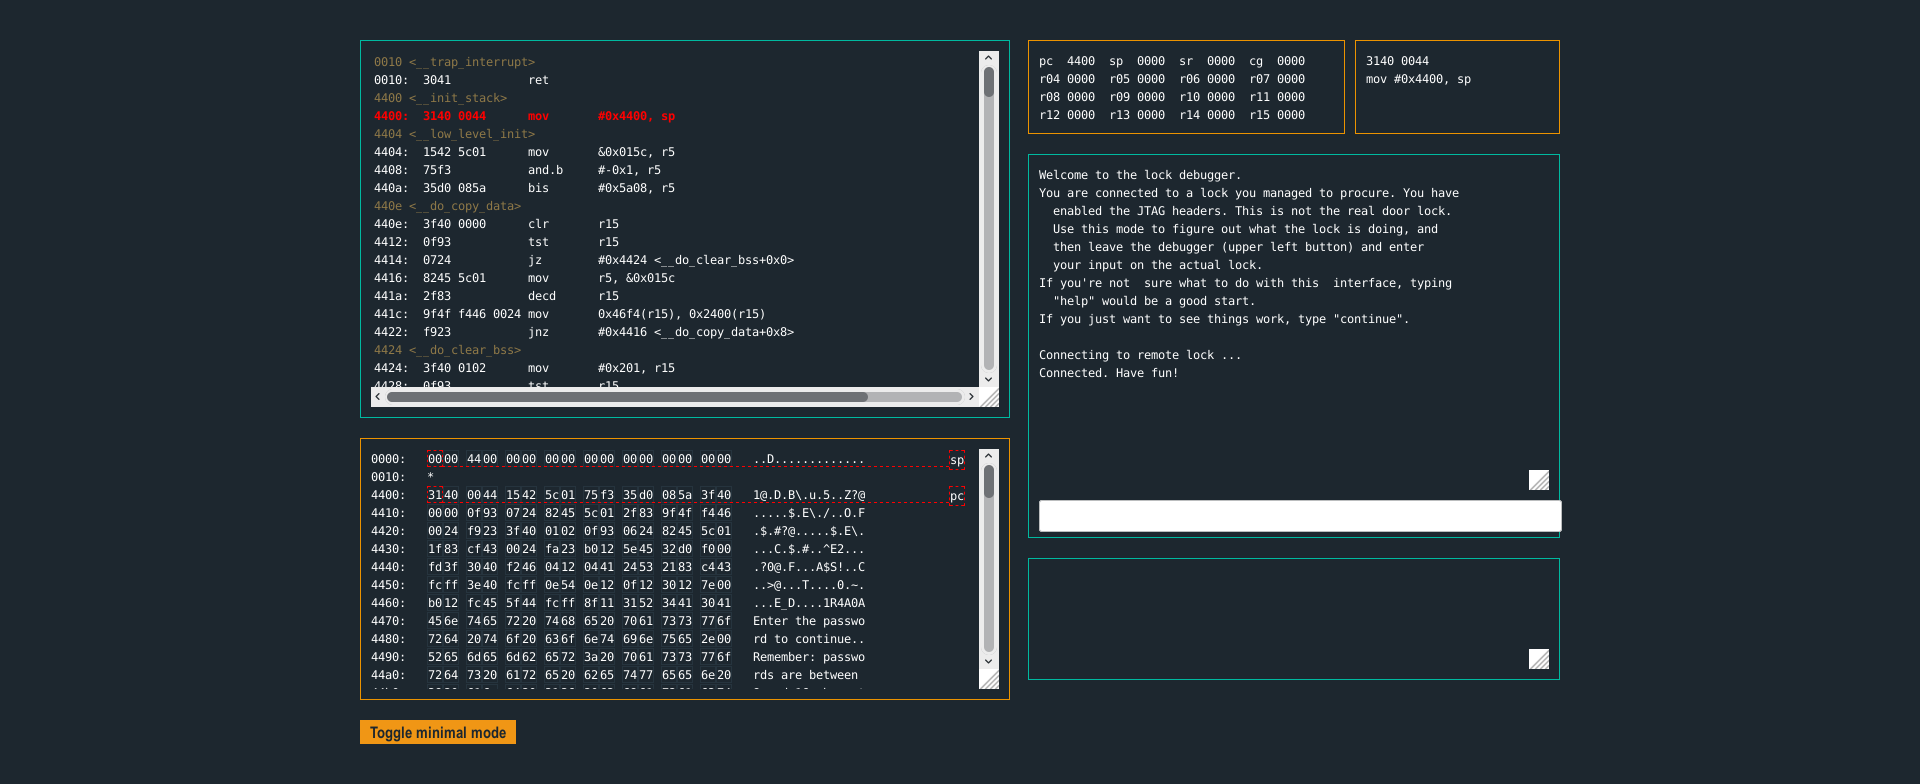 0010 <__trap_interrupt>
0010:  3041           ret
4400 <__init_stack>
4400:  3140 0044      mov       #0x4400, sp
4404 <__low_level_init>
4404:  1542 5c01      mov       &0x015c, r5
4408:  75f3           and.b     #-0x1, r5
440a:  35d0 085a      bis       #0x5a08, r5
440e <__do_copy_data>
440e:  3f40 0000      clr       r15
4412:  0f93           tst       r15
4414:  0724           jz        #0x4424 <__do_clear_bss+0x0>
4416:  8245 5c01      mov       r5, &0x015c
441a:  2f83           decd      r15
441c:  9f4f f446 0024 mov       0x46f4(r15), 0x2400(r15)
4422:  f923           jnz       #0x4416 <__do_copy_data+0x8>
4424 <__do_clear_bss>
4424:  3f40 0102      mov       #0x201, r15
4428:  0f93           tst       r15
0000:   0000 4400 0000 0000 0000 0000 0000 0000   ..D.............   sp
0010:   *
4400:   3140 0044 1542 5c01 75f3 35d0 085a 3f40   1@.D.B\.u.5..Z?@   pc
4410:   0000 0f93 0724 8245 5c01 2f83 9f4f f446   .....$.E\./..O.F
4420:   0024 f923 3f40 0102 0f93 0624 8245 5c01   .$.#?@.....$.E\.
4430:   1f83 cf43 0024 fa23 b012 5e45 32d0 f000   ...C.$.#..^E2...
4440:   fd3f 3040 f246 0412 0441 2453 2183 c443   .?0@.F...A$S!..C
4450:   fcff 3e40 fcff 0e54 0e12 0f12 3012 7e00   ..>@...T....0.~.
4460:   b012 fc45 5f44 fcff 8f11 3152 3441 3041   ...E_D....1R4A0A
4470:   456e 7465 7220 7468 6520 7061 7373 776f   Enter the passwo
4480:   7264 2074 6f20 636f 6e74 696e 7565 2e00   rd to continue..
4490:   5265 6d65 6d62 6572 3a20 7061 7373 776f   Remember: passwo
44a0:   7264 7320 6172 6520 6265 7477 6565 6e20   rds are between
Toggle minimal mode
pc  4400  sp  0000  sr  0000  cg  0000
r04 0000  r05 0000  r06 0000  r07 0000
r08 0000  r09 0000  r10 0000  r11 0000
r12 0000  r13 0000  r14 0000  r15 0000
3140 0044
mov #0x4400, sp
Welcome to the lock debugger.
You are connected to a lock you managed to procure. You have
enabled the JTAG headers. This is not the real door lock.
Use this mode to figure out what the lock is doing, and
then leave the debugger (upper left button) and enter
your input on the actual lock.
If you're not  sure what to do with this  interface, typing
"help" would be a good start.
If you just want to see things work, type "continue".
Connecting to remote lock ...
Connected. Have fun!